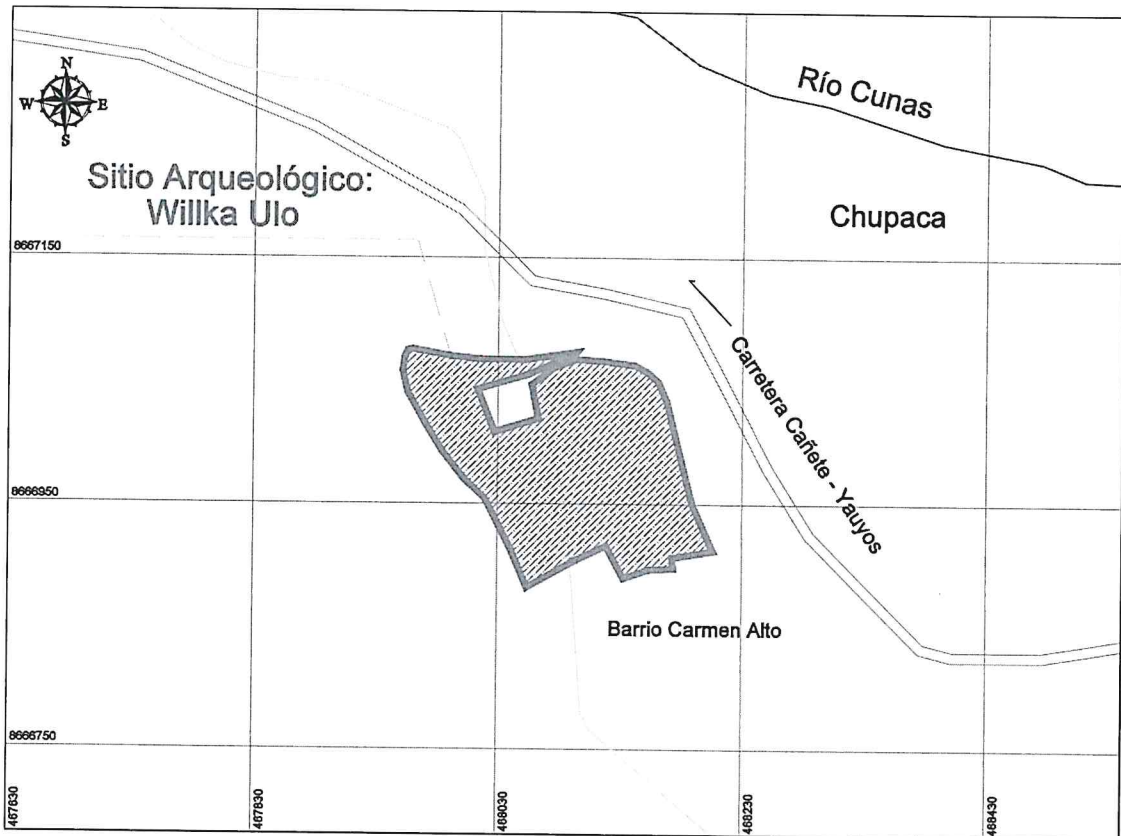 N
W E
S
Río Cunas
Sitio Arqueológico:
Willka Ulo
Chupaca
8667150
Carretera Cañete - Yauyos
8666950
Barrio Carmen Alto
8666750
467630
467830
468030
468230
468430